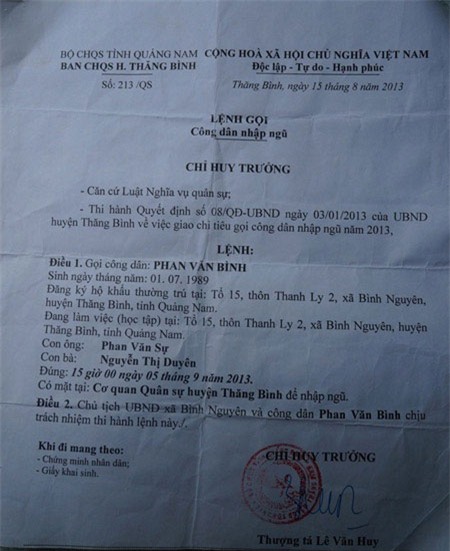 BỘ CHQS TỈNH QUẢNG NAM
BAN CHQS H. THĂNG BÌNH
Số: 213 /QS
CỘNG HOÀ XÃ HỘI CHỦ NGHĨA VIỆT NAM
Độc lập - Tự do - Hạnh phúc
Thăng Bình, ngày 15 tháng 8 năm 2013
LỆNH GỌI
Công dân nhập ngũ
CHỈ HUY TRƯỞNG
- Căn cứ Luật Nghĩa vụ quân sự;
- Thi hành Quyết định số 08/QĐ-UBND ngày 03/01/2013 của UBND
huyện Thăng Bình về việc giao chỉ tiêu gọi công dân nhập ngũ năm 2013,
LỆNH:
Điều 1. Gọi công dân: PHAN VĂN BÌNH
Sinh ngày tháng năm: 01. 07. 1989
Đăng ký hộ khẩu thường trú tại: Tổ 15, thôn Thanh Ly 2, xã Bình Nguyên,
huyện Thăng Bình, tỉnh Quảng Nam.
Đang làm việc (học tập) tại: Tổ 15, thôn Thanh Ly 2, xã Bình Nguyên, huyện
Thăng Bình, tỉnh Quảng Nam.
Con ông: Phan Văn Sự
Con bà: Nguyễn Thị Duyên
Đúng: 15 giờ 00 ngày 05 tháng 9 năm 2013.
Có mặt tại: Cơ quan Quân sự huyện Thăng Bình để nhập ngũ.
Điều 2. Chủ tịch UBND xã Bình Nguyên và công dân Phan Văn Bình chịu
trách nhiệm thi hành lệnh này./.
Khi đi mang theo:
- Chứng minh nhân dân;
- Giấy khai sinh.
CHỈ HUY TRƯỞNG
Thượng tá Lê Văn Huy